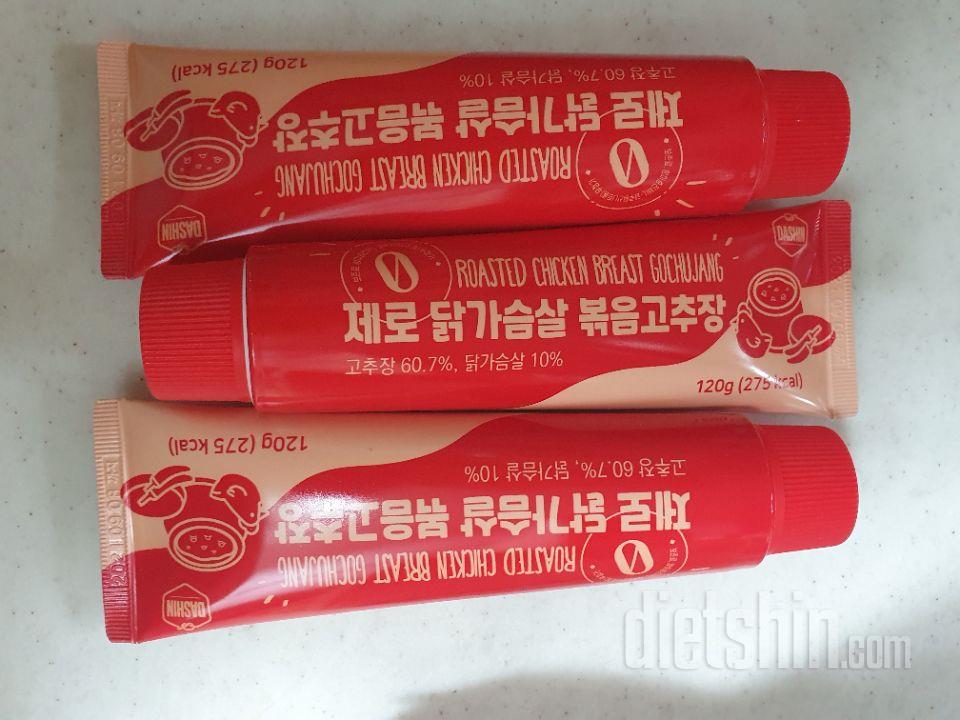 120g (275 kcal)
고추장 60.7%, 닭가슴살 10%
제로 닭가슴살 볶음고추장
ROASTED CHICKEN BREAST GOCHUJANG
0
DASHIN
DASHIN
0
ROASTED CHICKEN BREAST GOCHUJANG
제로 닭가슴살 볶음고추장
고추장 60.7%, 닭가슴살 10%
120g (275 kcal)
120g (275 kcal)
고추장 60.7%, 닭가슴살 10%
제로 닭가슴살 볶음고추장
ROASTED CHICKEN BREAST GOCHUJANG
0
DASHIN
dietshin.com